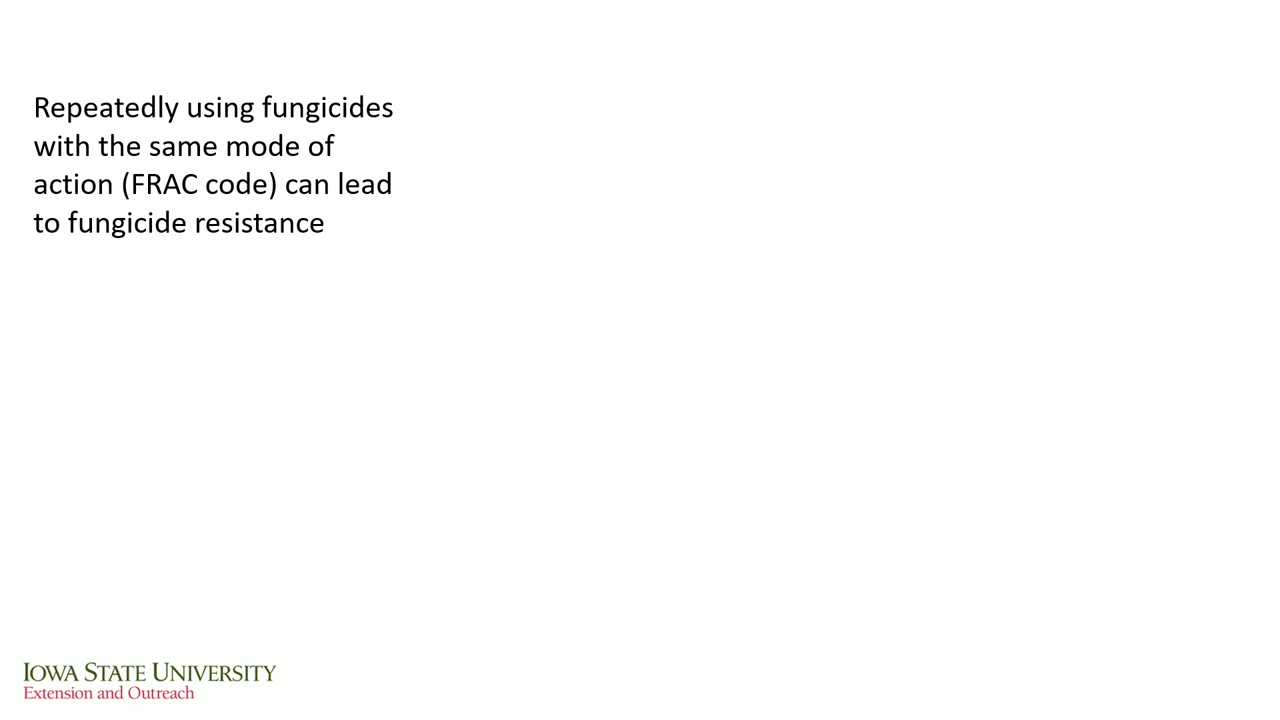 Repeatedly using fungicides
with the same mode of
action (FRAC code) can lead
to fungicide resistance
IOWA STATE UNIVERSITY
Extension and Outreach